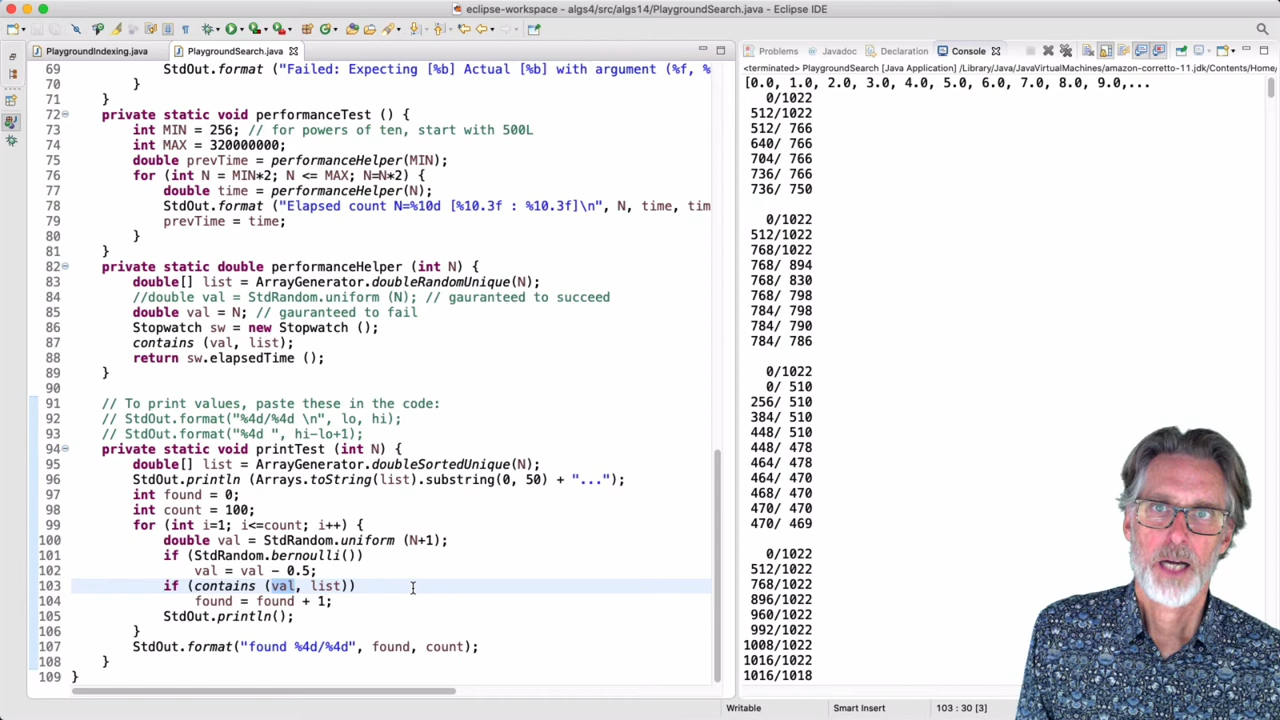 eclipse-workspace - algs4/src/algs14/PlaygroundSearch.java - Eclipse IDE
PlaygroundIndexing.java
PlaygroundSearch.java
69 StdOut.format ("Failed: Expecting [%b] Actual [%b] with argument (%f, %
70 }
71 }
72 private static void performanceTest () {
73 int MIN = 256; // for powers of ten, start with 500L
74 int MAX = 320000000;
75 double prevTime = performanceHelper(MIN);
76 for (int N = MIN*2; N <= MAX; N=N*2) {
77 double time = performanceHelper(N);
78 StdOut.format ("Elapsed count N=%10d [%10.3f : %10.3f]\n", N, time, tim
79 prevTime = time;
80 }
81 }
82 private static double performanceHelper (int N) {
83 double[] list = ArrayGenerator.doubleRandomUnique(N);
84 //double val = StdRandom.uniform (N); // gauranteed to succeed
85 double val = N; // gauranteed to fail
86 Stopwatch sw = new Stopwatch ();
87 contains (val, list);
88 return sw.elapsedTime ();
89 }
90
91 // To print values, paste these in the code:
92 // StdOut.format("%4d/%4d \n", lo, hi);
93 // StdOut.format("%4d ", hi-lo+1);
94 private static void printTest (int N) {
95 double[] list = ArrayGenerator.doubleSortedUnique(N);
96 StdOut.println (Arrays.toString(list).substring(0, 50) + "...");
97 int found = 0;
98 int count = 100;
99 for (int i=1; i<=count; i++) {
100 double val = StdRandom.uniform (N+1);
101 if (StdRandom.bernoulli())
102 val = val - 0.5;
103 if (contains (val, list))
104 found = found + 1;
105 StdOut.println();
106 }
107 StdOut.format("found %4d/%4d", found, count);
108 }
109 }
Problems
Javadoc
Declaration
Console
<terminated> PlaygroundSearch [Java Application] /Library/Java/JavaVirtualMachines/amazon-corretto-11.jdk/Contents/Home/
[0.0, 1.0, 2.0, 3.0, 4.0, 5.0, 6.0, 7.0, 8.0, 9.0,...
0/1022
512/1022
512/ 766
640/ 766
704/ 766
736/ 766
736/ 750
0/1022
512/1022
768/1022
768/ 894
768/ 830
768/ 798
784/ 798
784/ 790
784/ 786
0/1022
0/ 510
256/ 510
384/ 510
448/ 510
448/ 478
464/ 478
464/ 470
468/ 470
470/ 470
470/ 469
0/1022
512/1022
768/1022
896/1022
960/1022
992/1022
1008/1022
1016/1022
1016/1018
Writable
Smart Insert
103 : 30 [3]